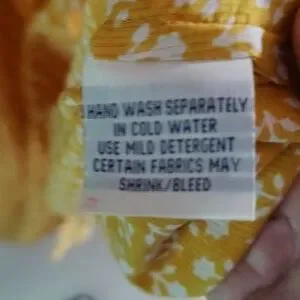 HAND WASH SEPARATELY
IN COLD WATER
USE MILD DETERGENT
CERTAIN FABRICS MAY
SHRINK/BLEED